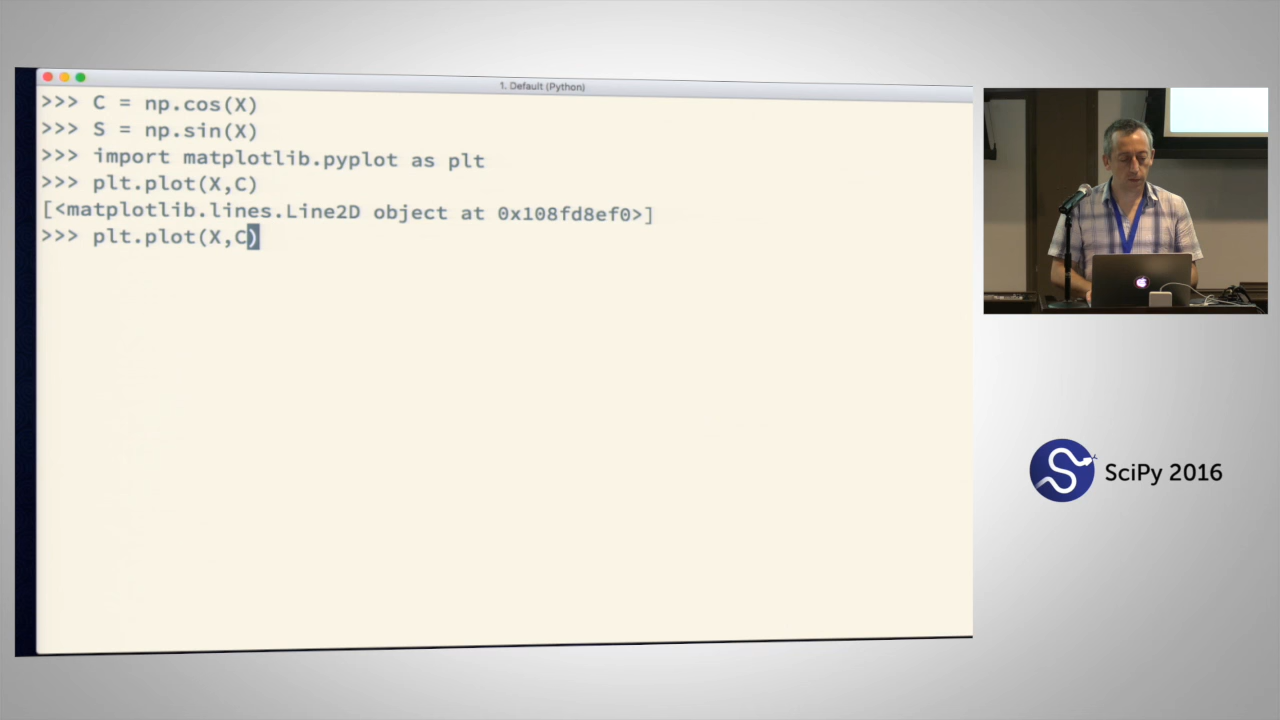 1. Default (Python)
>>> C = np.cos(X)
>>> S = np.sin(X)
>>> import matplotlib.pyplot as plt
>>> plt.plot(X,C)
[<matplotlib.lines.Line2D object at 0x108fd8ef0>]
>>> plt.plot(X,C)
SciPy 2016